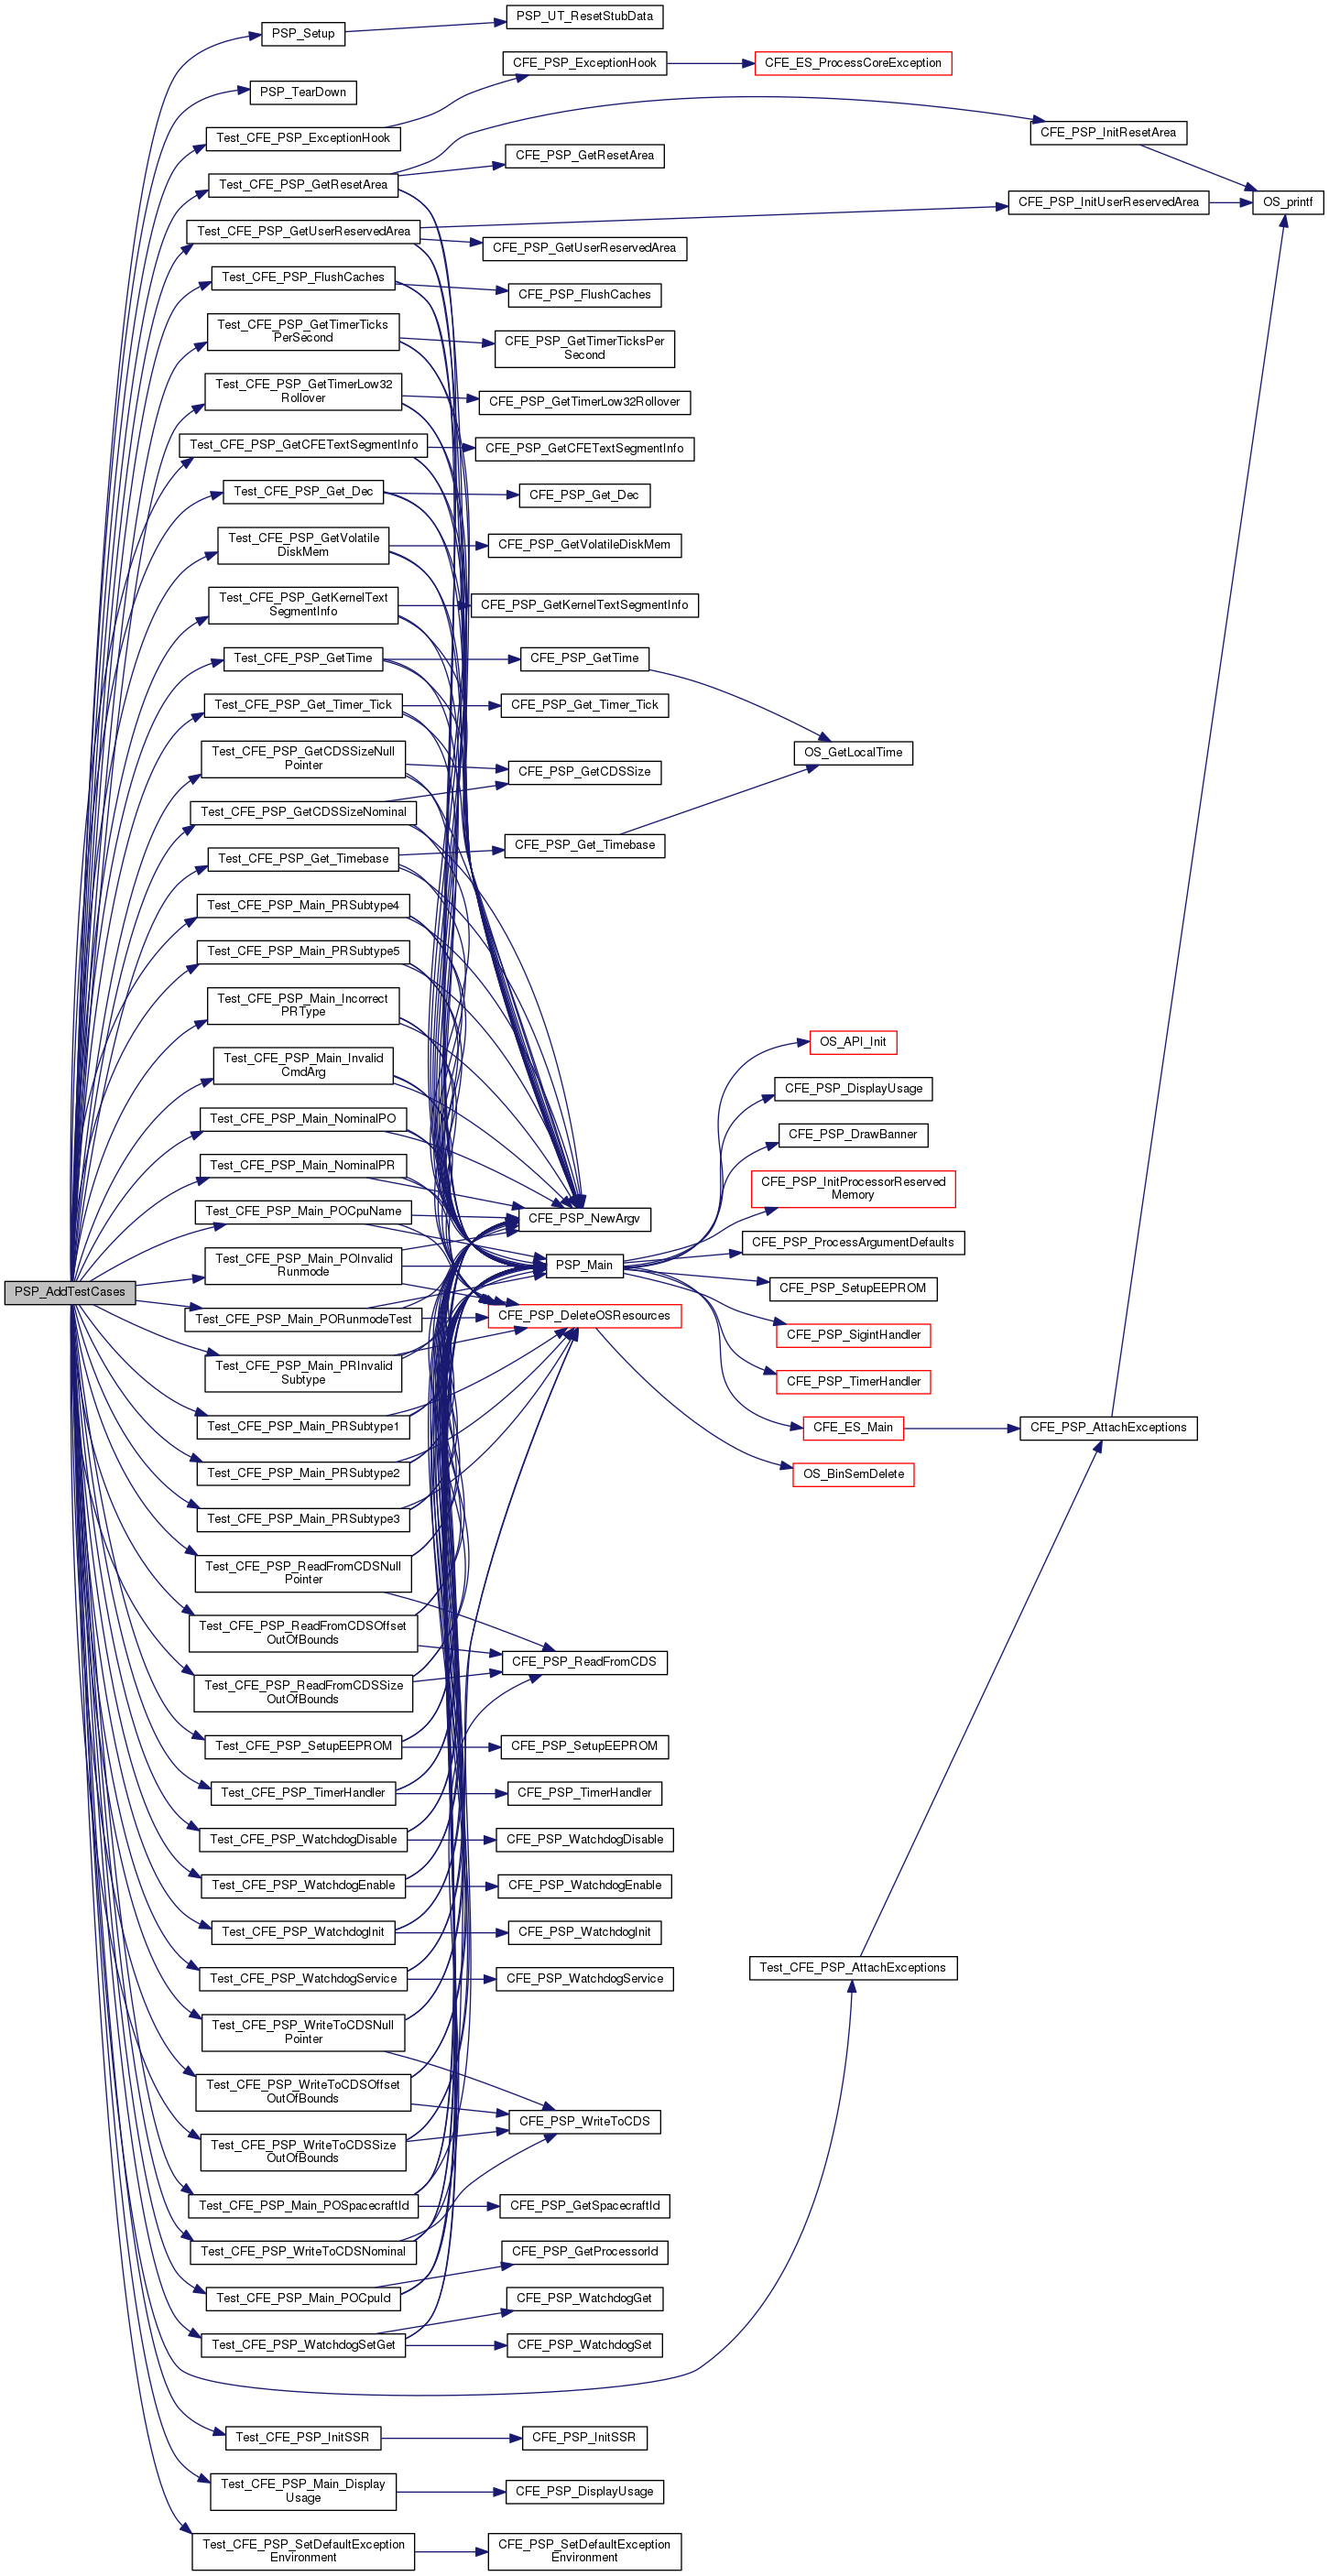 PSP_AddTestCases
PSP_Setup
PSP_TearDown
Test_CFE_PSP_ExceptionHook
Test_CFE_PSP_GetResetArea
Test_CFE_PSP_GetUserReservedArea
Test_CFE_PSP_FlushCaches
Test_CFE_PSP_GetTimerTicks
PerSecond
Test_CFE_PSP_GetTimerLow32
Rollover
Test_CFE_PSP_GetCFETextSegmentInfo
Test_CFE_PSP_Get_Dec
Test_CFE_PSP_GetVolatile
DiskMem
Test_CFE_PSP_GetKernelText
SegmentInfo
Test_CFE_PSP_GetTime
Test_CFE_PSP_Get_Timer_Tick
Test_CFE_PSP_GetCDSSizeNull
Pointer
Test_CFE_PSP_GetCDSSizeNominal
Test_CFE_PSP_Get_Timebase
Test_CFE_PSP_Main_PRSubtype4
Test_CFE_PSP_Main_PRSubtype5
Test_CFE_PSP_Main_Incorrect
PRType
Test_CFE_PSP_Main_Invalid
CmdArg
Test_CFE_PSP_Main_NominalPO
Test_CFE_PSP_Main_NominalPR
Test_CFE_PSP_Main_POCpuName
Test_CFE_PSP_Main_POInvalid
Runmode
Test_CFE_PSP_Main_PORunmodeTest
Test_CFE_PSP_Main_PRInvalid
Subtype
Test_CFE_PSP_Main_PRSubtype1
Test_CFE_PSP_Main_PRSubtype2
Test_CFE_PSP_Main_PRSubtype3
Test_CFE_PSP_ReadFromCDSNull
Pointer
Test_CFE_PSP_ReadFromCDSOffset
OutOfBounds
Test_CFE_PSP_ReadFromCDSSize
OutOfBounds
Test_CFE_PSP_SetupEEPROM
Test_CFE_PSP_TimerHandler
Test_CFE_PSP_WatchdogDisable
Test_CFE_PSP_WatchdogEnable
Test_CFE_PSP_WatchdogInit
Test_CFE_PSP_WatchdogService
Test_CFE_PSP_WriteToCDSNull
Pointer
Test_CFE_PSP_WriteToCDSOffset
OutOfBounds
Test_CFE_PSP_WriteToCDSSize
OutOfBounds
Test_CFE_PSP_Main_POSpacecraftId
Test_CFE_PSP_WriteToCDSNominal
Test_CFE_PSP_Main_POCpuId
Test_CFE_PSP_WatchdogSetGet
Test_CFE_PSP_InitSSR
Test_CFE_PSP_Main_Display
Usage
Test_CFE_PSP_SetDefaultException
Environment
PSP_UT_ResetStubData
CFE_PSP_ExceptionHook
CFE_PSP_GetResetArea
CFE_PSP_GetUserReservedArea
CFE_PSP_FlushCaches
CFE_PSP_GetTimerTicksPer
Second
CFE_PSP_GetTimerLow32Rollover
CFE_PSP_GetCFETextSegmentInfo
CFE_PSP_Get_Dec
CFE_PSP_GetVolatileDiskMem
CFE_PSP_GetKernelTextSegmentInfo
CFE_PSP_GetTime
CFE_PSP_Get_Timer_Tick
CFE_PSP_GetCDSSize
CFE_PSP_Get_Timebase
CFE_PSP_NewArgv
PSP_Main
CFE_PSP_DeleteOSResources
CFE_PSP_ReadFromCDS
CFE_PSP_SetupEEPROM
CFE_PSP_TimerHandler
CFE_PSP_WatchdogDisable
CFE_PSP_WatchdogEnable
CFE_PSP_WatchdogInit
CFE_PSP_WatchdogService
CFE_PSP_WriteToCDS
CFE_PSP_GetSpacecraftId
CFE_PSP_GetProcessorId
CFE_PSP_WatchdogGet
CFE_PSP_WatchdogSet
CFE_PSP_InitSSR
CFE_PSP_DisplayUsage
CFE_PSP_SetDefaultException
Environment
CFE_ES_ProcessCoreException
OS_GetLocalTime
OS_API_Init
CFE_PSP_DisplayUsage
CFE_PSP_DrawBanner
CFE_PSP_InitProcessorReserved
Memory
CFE_PSP_ProcessArgumentDefaults
CFE_PSP_SetupEEPROM
CFE_PSP_SigintHandler
CFE_PSP_TimerHandler
CFE_ES_Main
OS_BinSemDelete
Test_CFE_PSP_AttachExceptions
CFE_PSP_InitResetArea
CFE_PSP_InitUserReservedArea
CFE_PSP_AttachExceptions
OS_printf